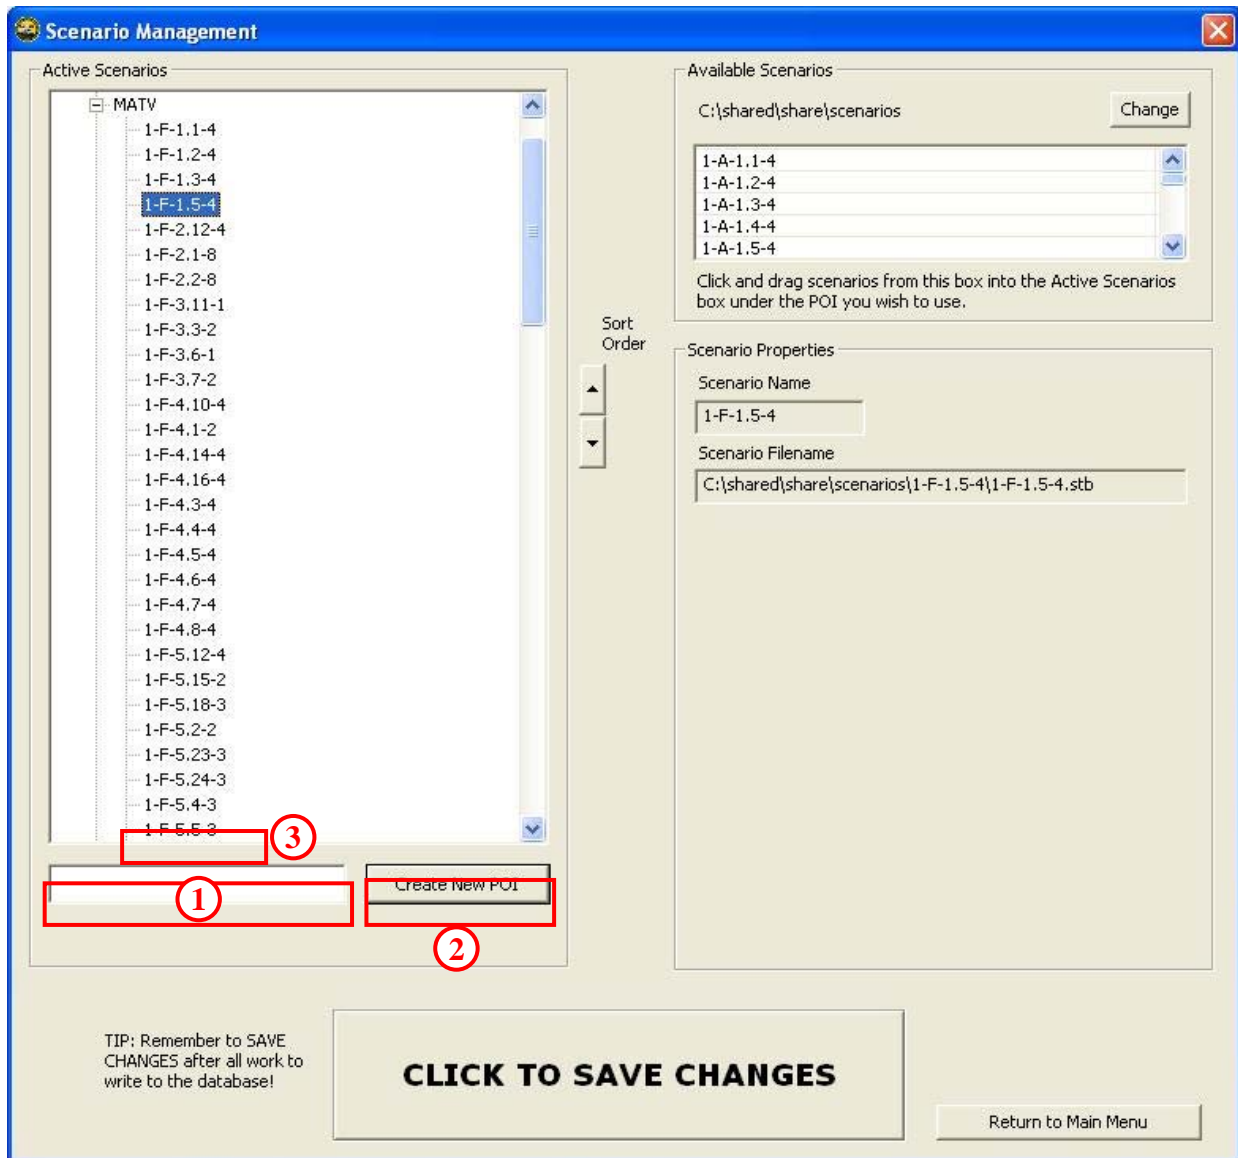 Scenario Management
Active Scenarios
MATV
1-F-1.1-4
1-F-1.2-4
1-F-1.3-4
1-F-1.5-4
1-F-2.12-4
1-F-2.1-8
1-F-2.2-8
1-F-3.11-1
1-F-3.3-2
1-F-3.6-1
1-F-3.7-2
1-F-4.10-4
1-F-4.1-2
1-F-4.14-4
1-F-4.16-4
1-F-4.3-4
1-F-4.4-4
1-F-4.5-4
1-F-4.6-4
1-F-4.7-4
1-F-4.8-4
1-F-5.12-4
1-F-5.15-2
1-F-5.18-3
1-F-5.2-2
1-F-5.23-3
1-F-5.24-3
1-F-5.4-3
1-F-5.5-3
3
1
Create New POI
2
Sort
Order
Available Scenarios
C:\shared\share\scenarios
Change
1-A-1.1-4
1-A-1.2-4
1-A-1.3-4
1-A-1.4-4
1-A-1.5-4
Click and drag scenarios from this box into the Active Scenarios
box under the POI you wish to use.
Scenario Properties
Scenario Name
1-F-1.5-4
Scenario Filename
C:\shared\share\scenarios\1-F-1.5-4\1-F-1.5-4.stb
TIP: Remember to SAVE
CHANGES after all work to
write to the database!
CLICK TO SAVE CHANGES
Return to Main Menu